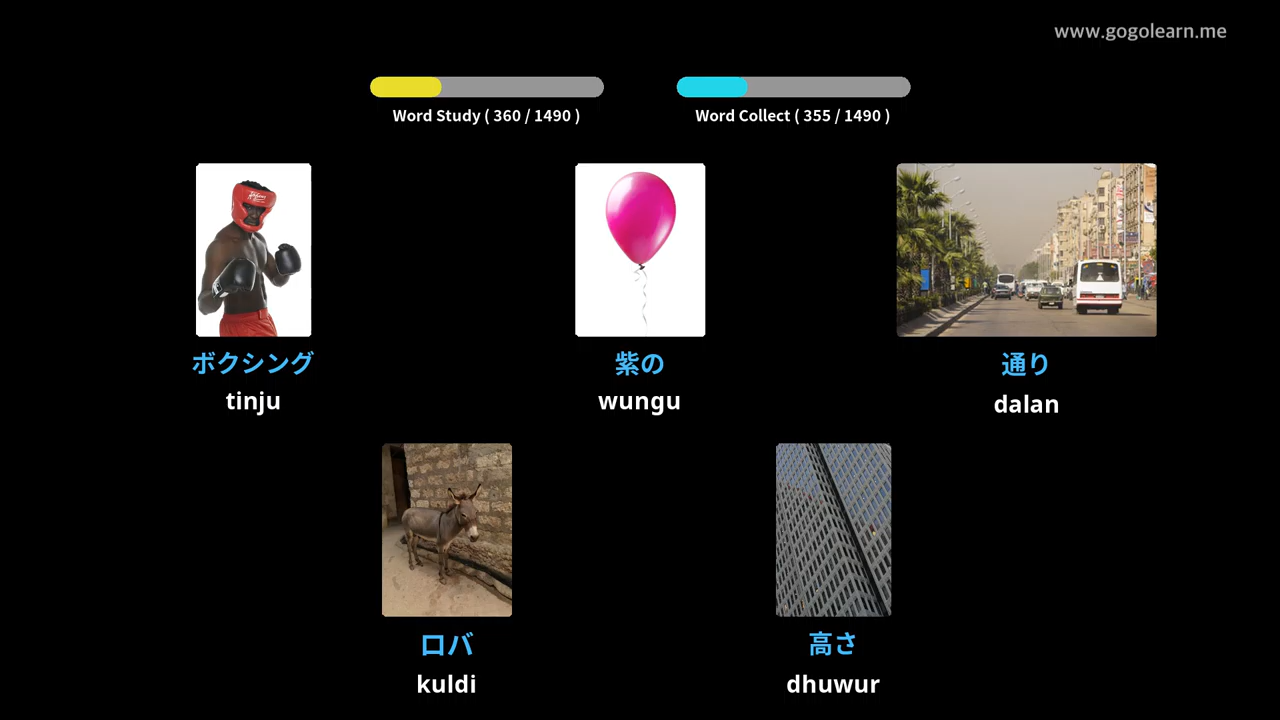 www.gogolearn.me
Word Study ( 360 / 1490 )
Word Collect ( 355 / 1490 )
ボクシング
tinju
紫の
wungu
通り
dalan
ロバ
kuldi
高さ
dhuwur